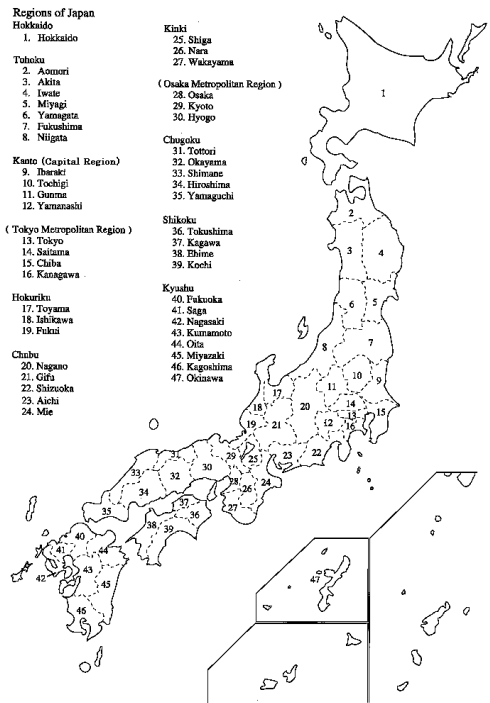 Regions of Japan
Hokkaido
1. Hokkaido
Tuhoku
2. Aomori
3. Akita
4. Iwate
5. Miyagi
6. Yamagata
7. Fukushima
8. Niigata
Kanto (Capital Region)
9. Ibaraki
10. Tochigi
11. Gunma
12. Yamanashi
( Tokyo Metropolitan Region )
13. Tokyo
14. Saitama
15. Chiba
16. Kanagawa
Hokuriku
17. Toyama
18. Ishikawa
19. Fukui
Chubu
20. Nagano
21. Gifu
22. Shizuoka
23. Aichi
24. Mie
Kinki
25. Shiga
26. Nara
27. Wakayama
( Osaka Metropolitan Region )
28. Osaka
29. Kyoto
30. Hyogo
Chugoku
31. Tottori
32. Okayama
33. Shimane
34. Hiroshima
35. Yamaguchi
Shikoku
36. Tokushima
37. Kagawa
38. Ehime
39. Kochi
Kyushu
40. Fukuoka
41. Saga
42. Nagasaki
43. Kumamoto
44. Oita
45. Miyazaki
46. Kagoshima
47. Okinawa
1
2
3
4
6
5
8
7
11
10
9
17
18
20
14
13
15
19
21
12
16
31
29
25
23
22
33
32
30
28
24
34
26
35
37
27
38
36
39
40
41
44
42
43
45
46
47